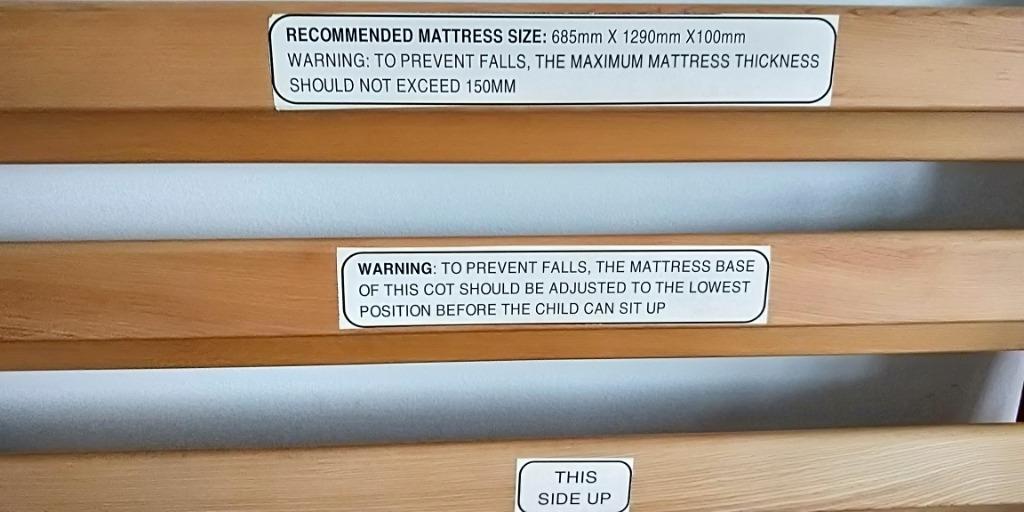 RECOMMENDED MATTRESS SIZE: 685mm X 1290mm X100mm
WARNING: TO PREVENT FALLS, THE MAXIMUM MATTRESS THICKNESS
SHOULD NOT EXCEED 150MM
WARNING: TO PREVENT FALLS, THE MATTRESS BASE
OF THIS COT SHOULD BE ADJUSTED TO THE LOWEST
POSITION BEFORE THE CHILD CAN SIT UP
THIS
SIDE UP